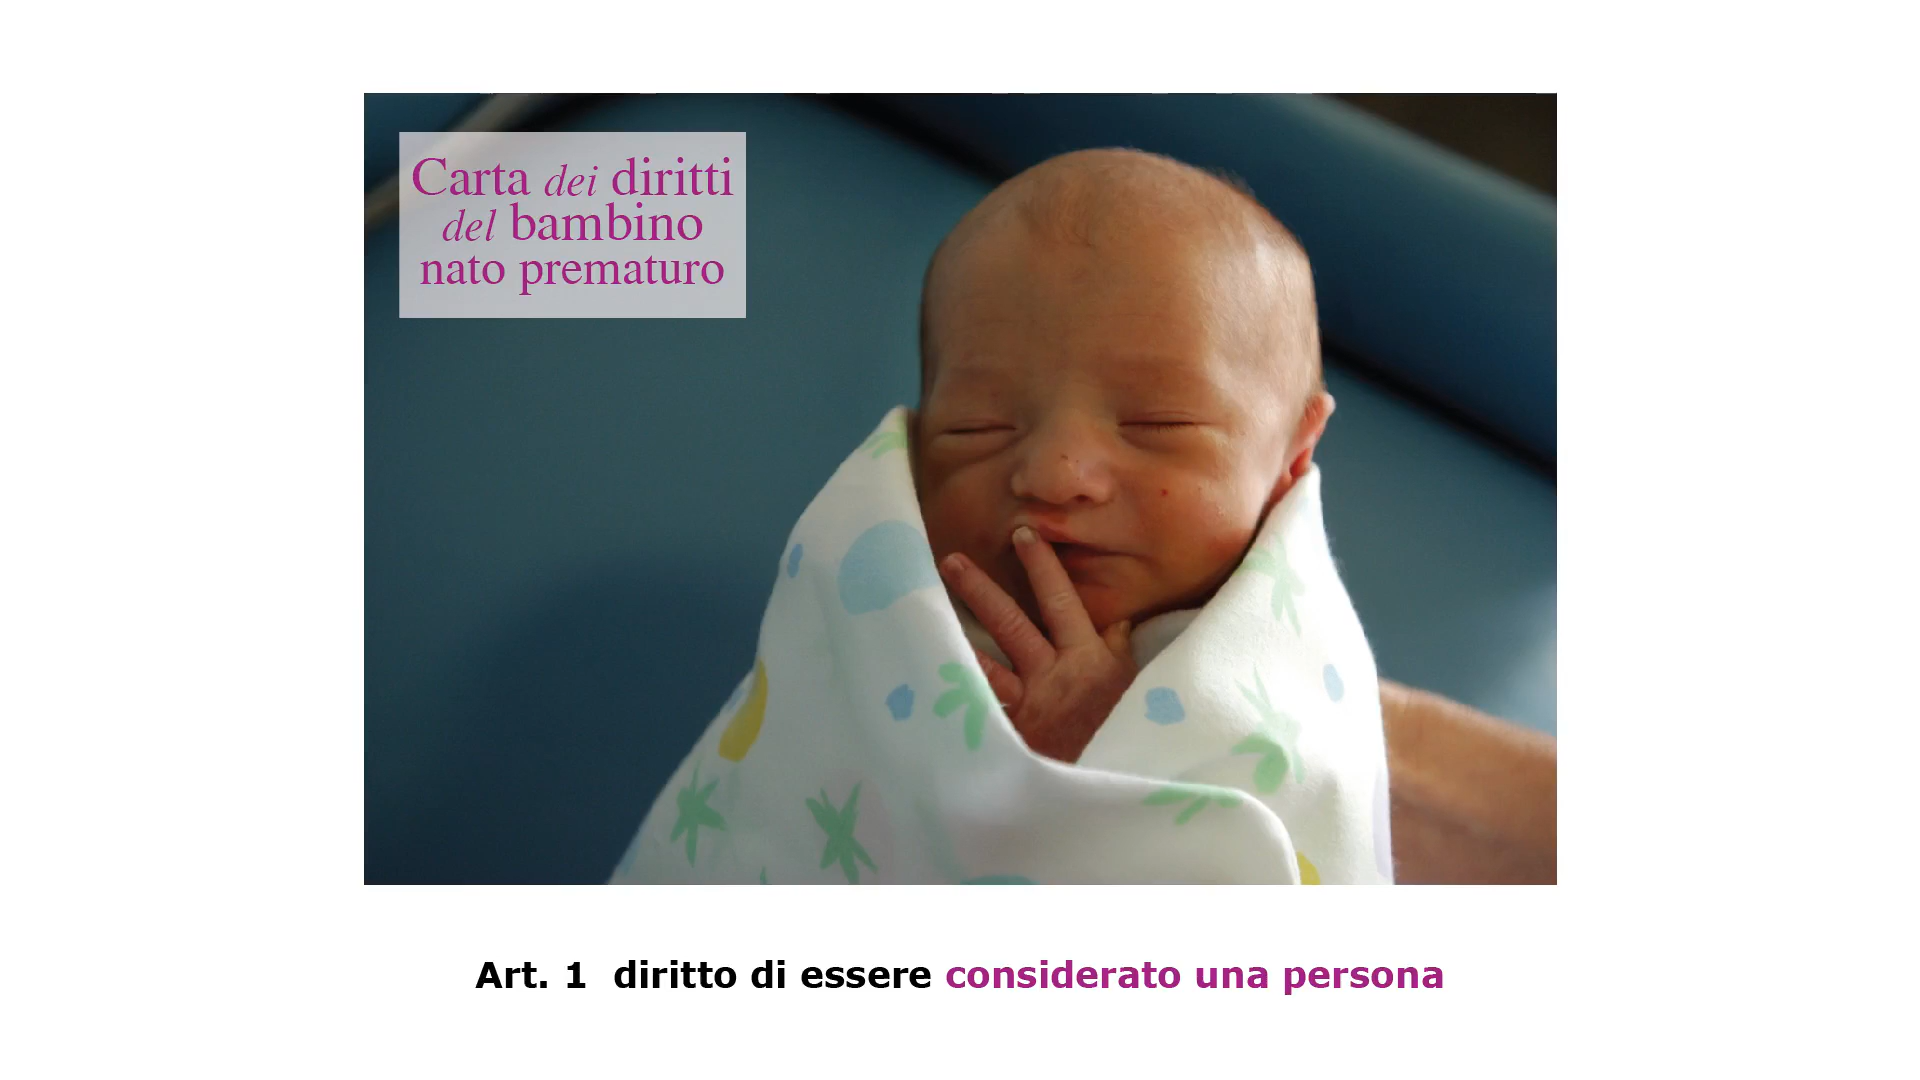 Carta dei diritti
del bambino
nato prematuro
Art. 1  diritto di essere considerato una persona